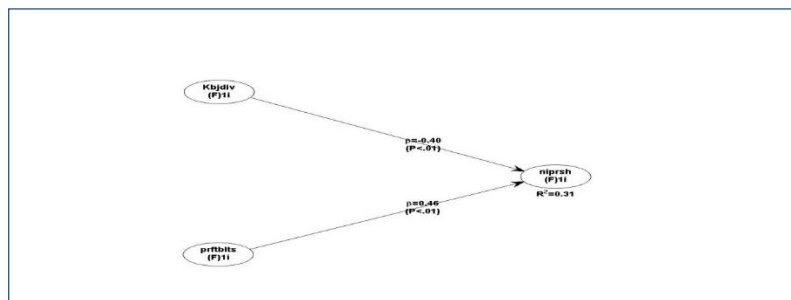 Kbjdiv
(F)1i
β=-0.40
(P<.01)
niprsh
(F)1i
R²=0.31
β=0.46
(P<.01)
prftblts
(F)1i